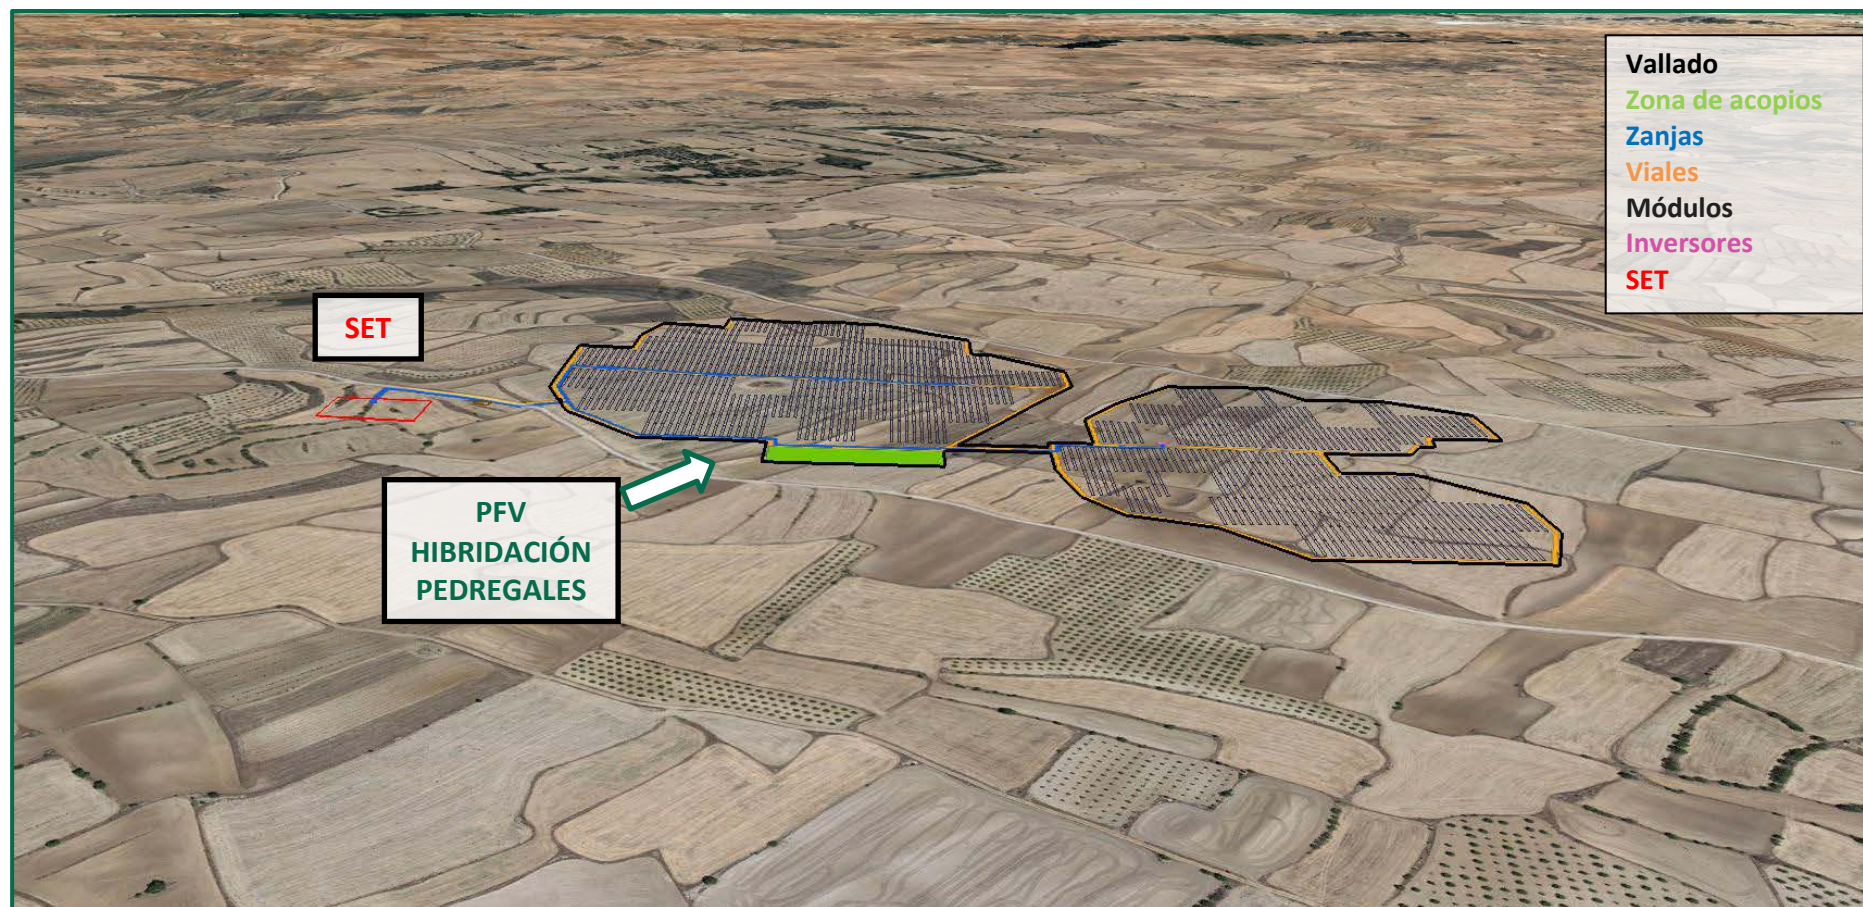 Vallado
Zona de acopios
Zanjas
Viales
Módulos
Inversores
SET
SET
PFV
HIBRIDACIÓN
PEDREGALES